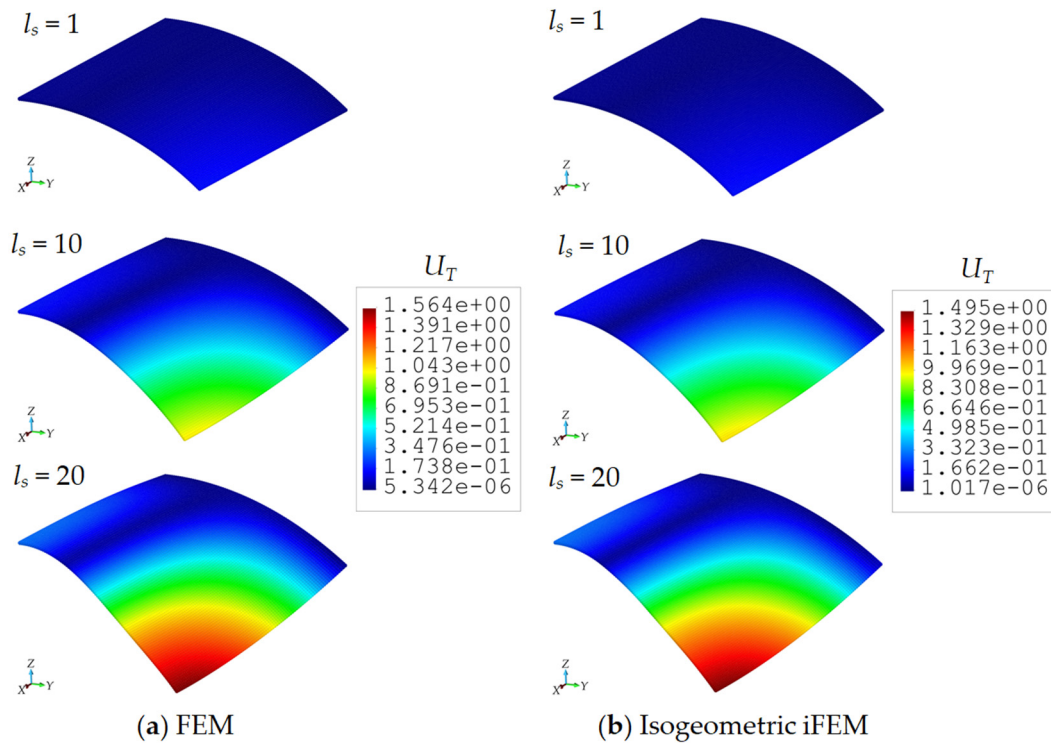 l_s = 1
Z
X
Y
l_s = 10
Z
X
Y
l_s = 20
Z
X
Y
U_T
1.564e+00
1.391e+00
1.217e+00
1.043e+00
8.691e-01
6.953e-01
5.214e-01
3.476e-01
1.738e-01
5.342e-06
(a) FEM
l_s = 1
Z
X
Y
l_s = 10
Z
X
Y
l_s = 20
Z
X
Y
U_T
1.495e+00
1.329e+00
1.163e+00
9.969e-01
8.308e-01
6.646e-01
4.985e-01
3.323e-01
1.662e-01
1.017e-06
(b) Isogeometric iFEM